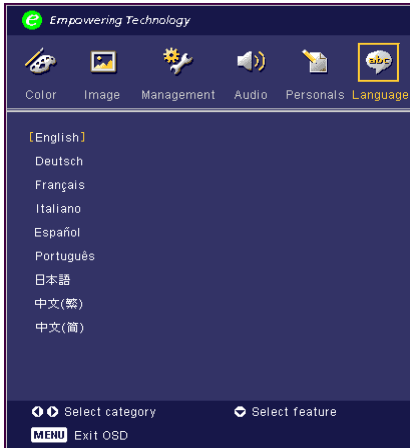 Empowering Technology
Color Image Management Audio Personals Language
[English]
Deutsch
Français
Italiano
Español
Português
日本語
中文(繁)
中文(简)
Select category Select feature
MENU Exit OSD